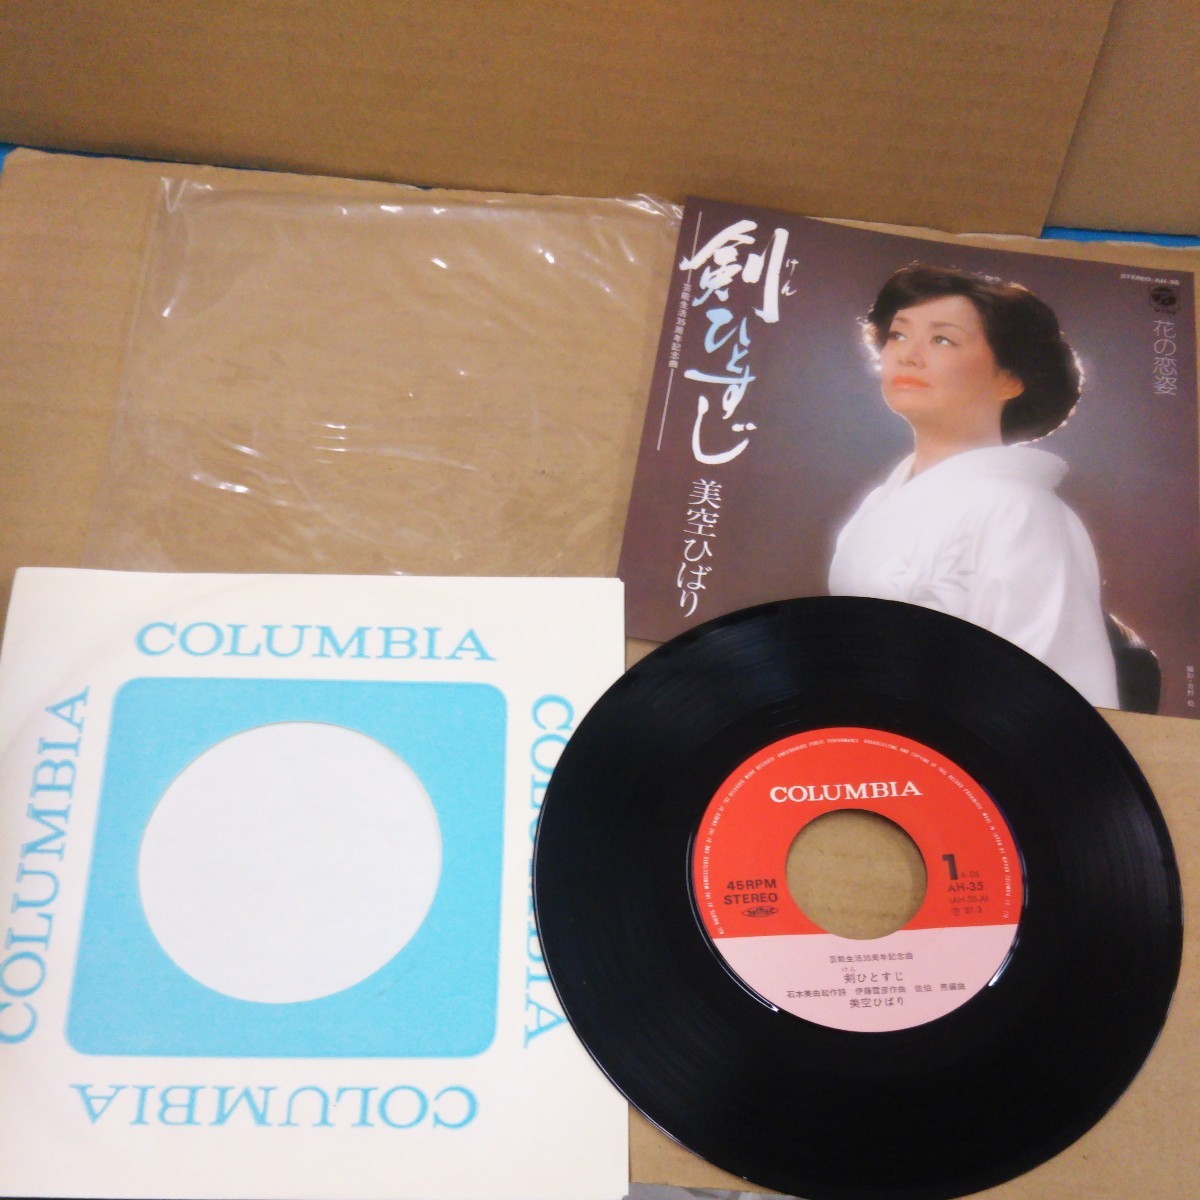 剣ひとすじ
けん
芸能生活35周年記念曲
美空ひばり
STEREO AH-35
花の恋姿
COLUMBIA
COLUMBIA
COLUMBIA
COLUMBIA
COLUMBIA
45RPM
STEREO
1
AH-35
芸能生活35周年記念曲
けん
剣ひとすじ
石本美由起作詩 伊藤雪彦作曲 佐伯 亮編曲
美空ひばり